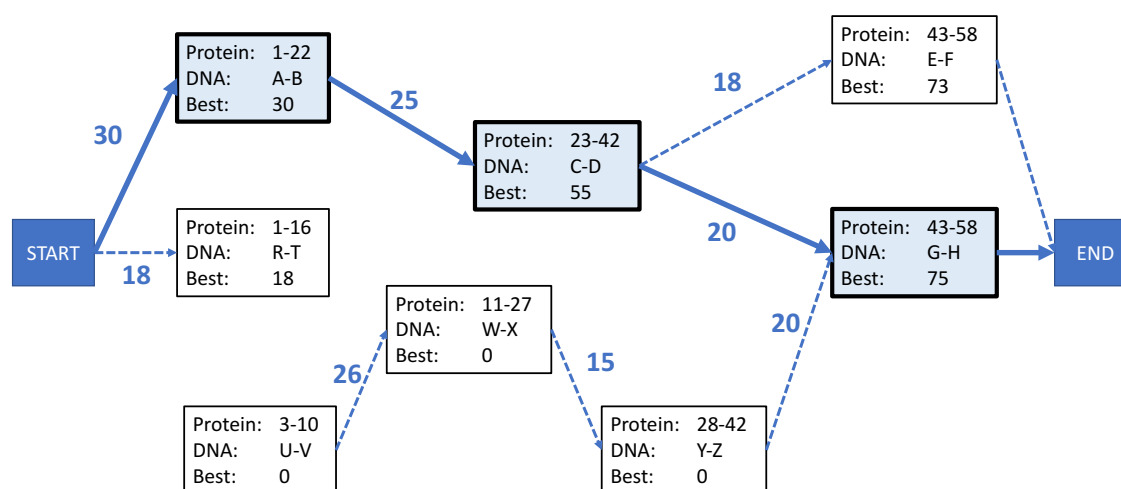 Protein: 1-22
DNA: A-B
Best: 30
Protein: 43-58
DNA: E-F
Best: 73
18
25
30
Protein: 23-42
DNA: C-D
Best: 55
START
18
Protein: 1-16
DNA: R-T
Best: 18
20
Protein: 43-58
DNA: G-H
Best: 75
END
Protein: 11-27
DNA: W-X
Best: 0
20
26
15
Protein: 3-10
DNA: U-V
Best: 0
Protein: 28-42
DNA: Y-Z
Best: 0